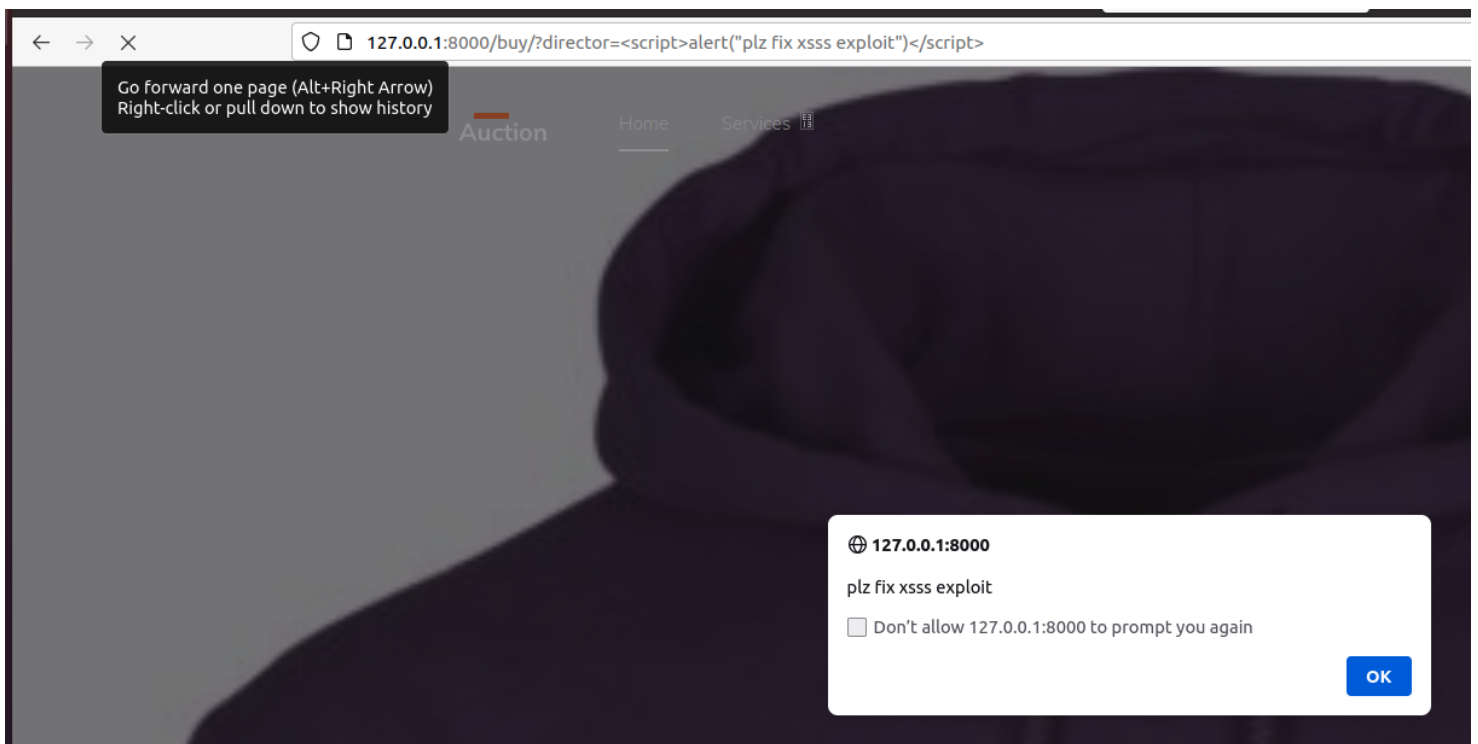 127.0.0.1:8000/buy/?director=<script>alert("plz fix xsss exploit")</script>
Go forward one page (Alt+Right Arrow)
Right-click or pull down to show history
Auction Home Services
127.0.0.1:8000
plz fix xsss exploit
Don't allow 127.0.0.1:8000 to prompt you again
OK